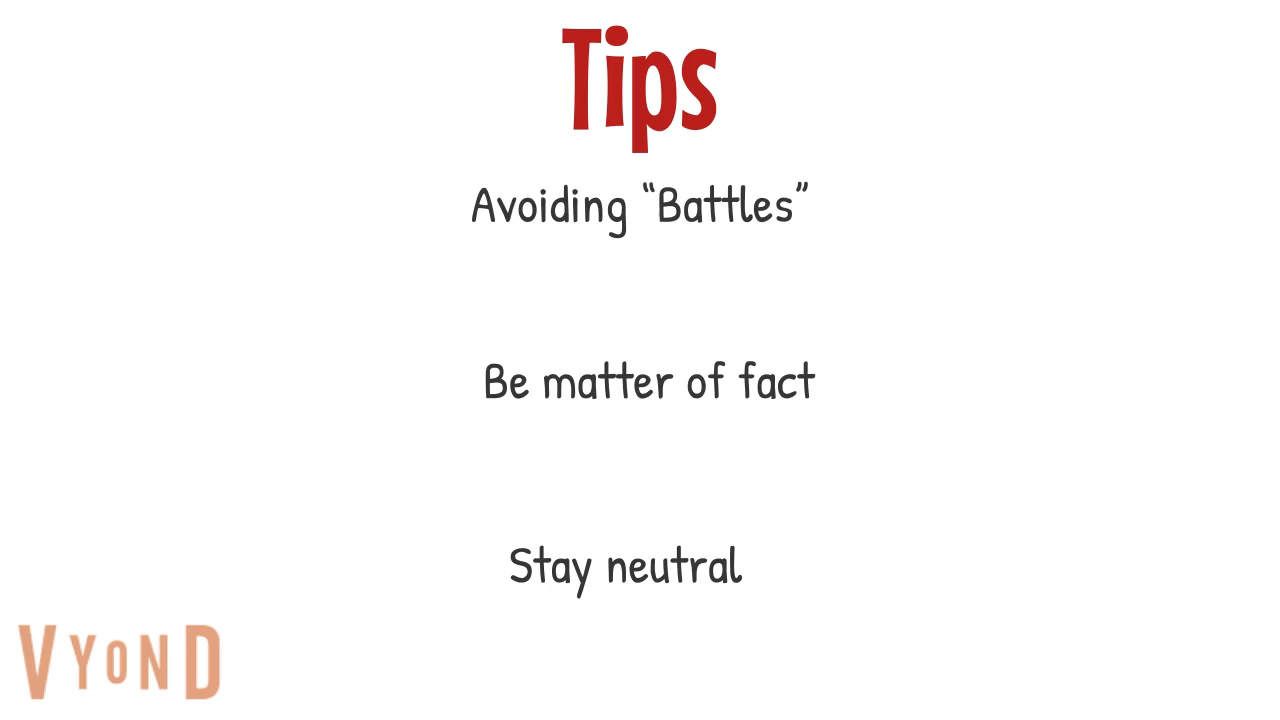 Tips
Avoiding “Battles”
Be matter of fact
Stay neutral
VYOND